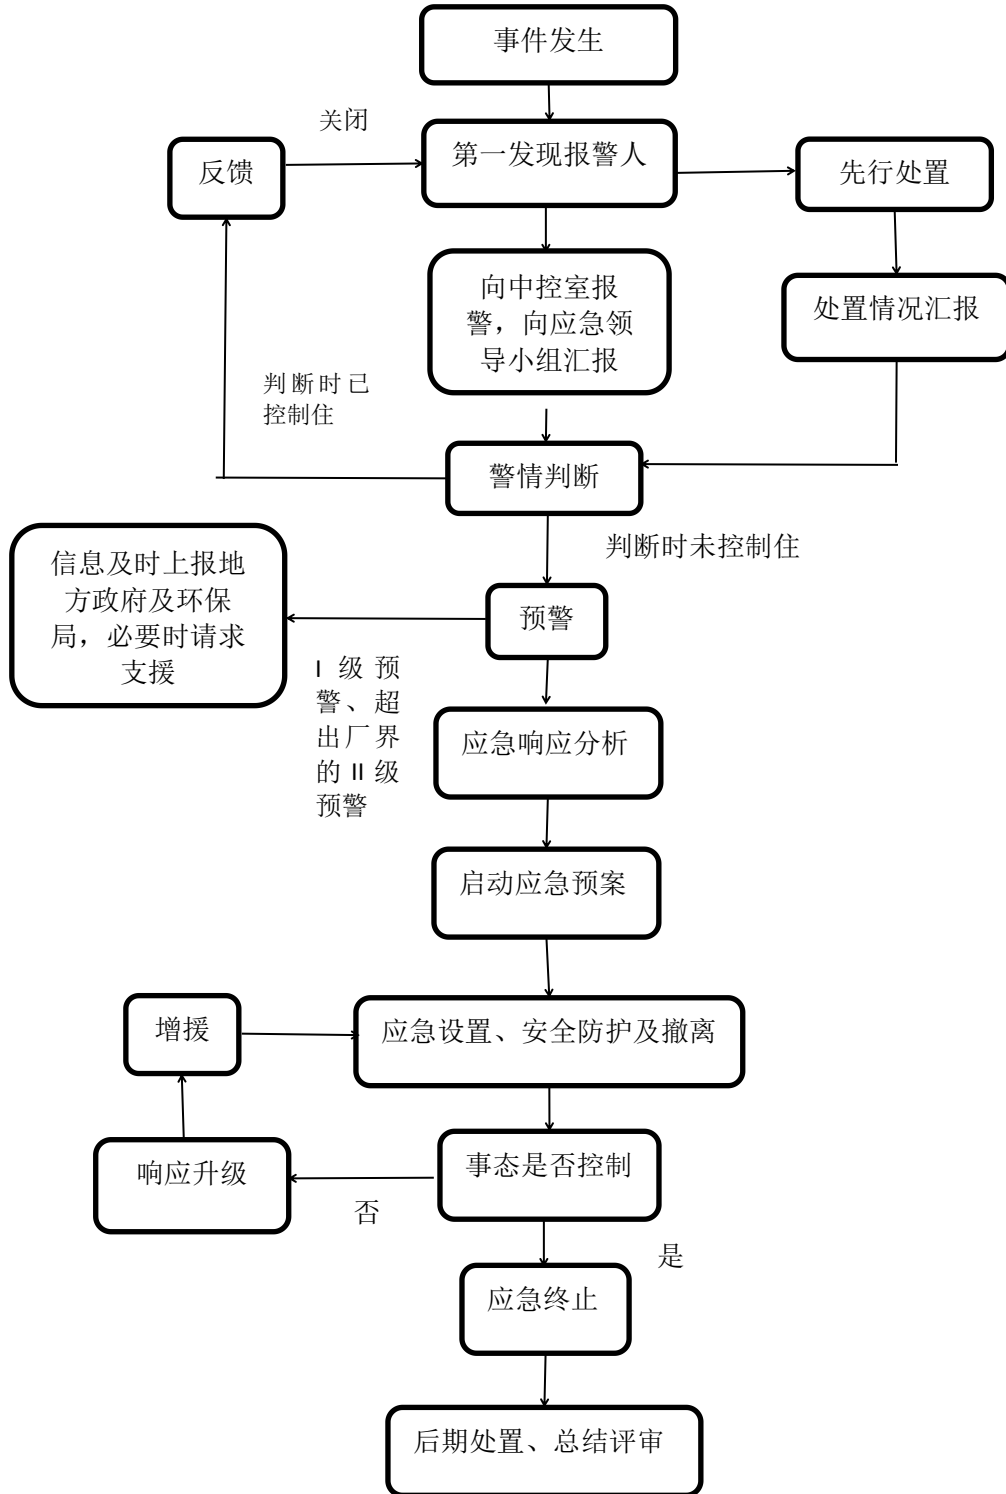 事件发生
关闭
第一发现报警人
反馈
先行处置
向中控室报
警，向应急领
导小组汇报
处置情况汇报
判断时已
控制住
警情判断
判断时未控制住
信息及时上报地
方政府及环保
局，必要时请求
支援
预警
I 级预
警、超
出厂界
的 II 级
预警
应急响应分析
启动应急预案
增援
应急设置、安全防护及撤离
响应升级
事态是否控制
否
是
应急终止
后期处置、总结评审